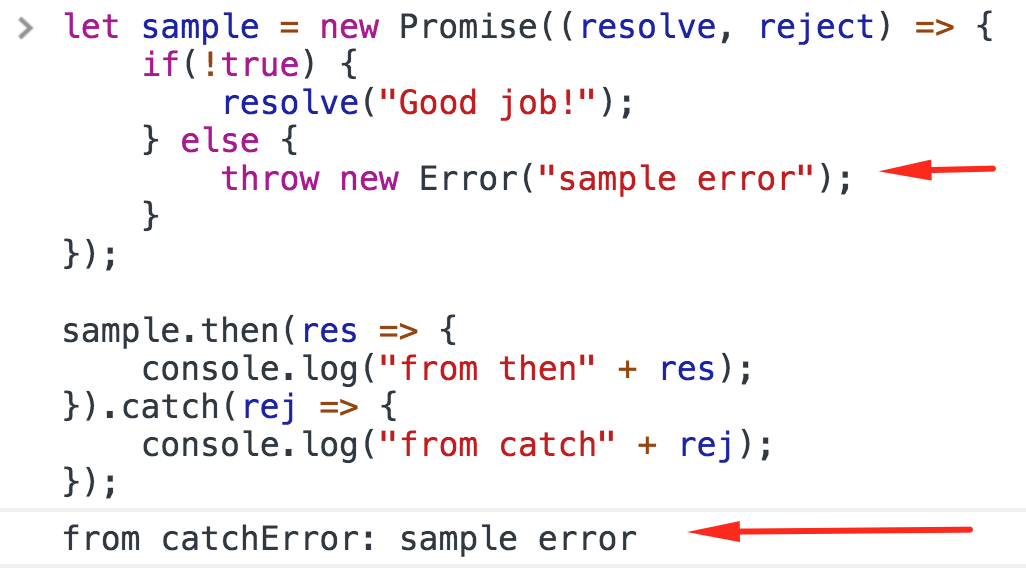 > let sample = new Promise((resolve, reject) => {
    if(!true) {
        resolve("Good job!");
    } else {
        throw new Error("sample error");
    }
});

sample.then(res => {
    console.log("from then" + res);
}).catch(rej => {
    console.log("from catch" + rej);
});
from catchError: sample error